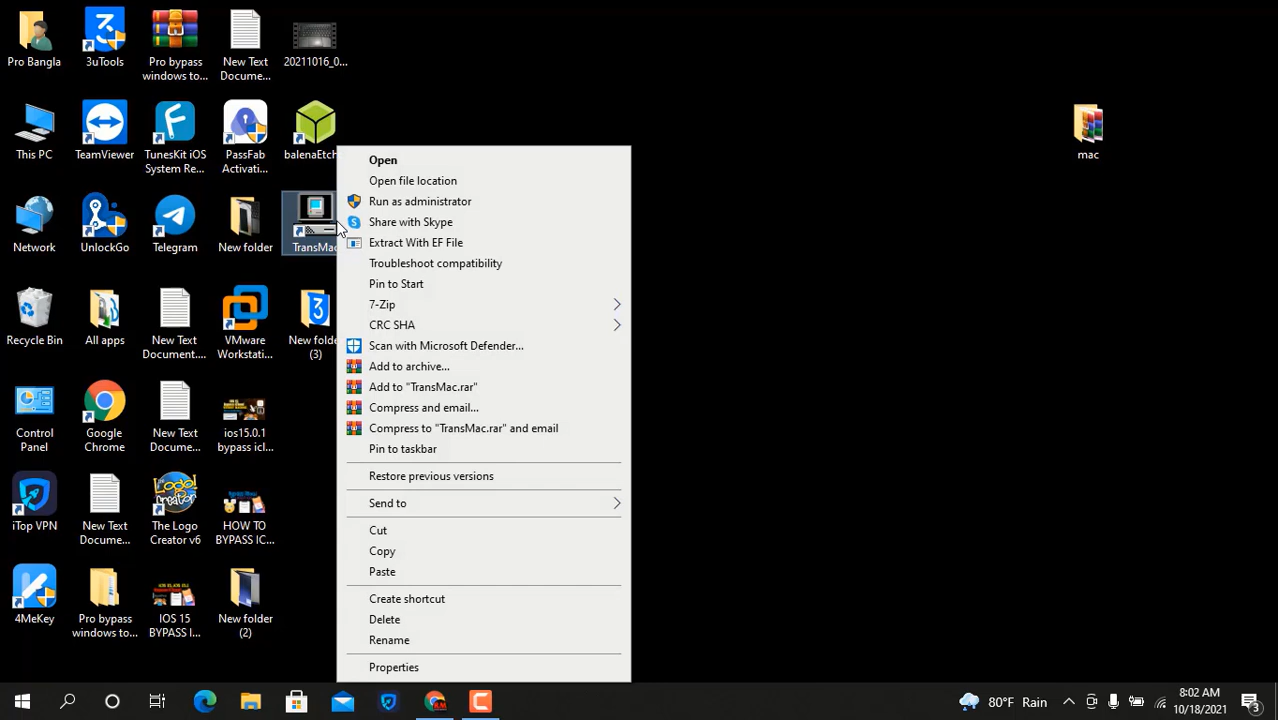 Pro Bangla
3uTools
Pro bypass
windows to...
New Text
Docume...
20211016_0...
This PC
TeamViewer
TunesKit iOS
System Re...
PassFab
Activati...
balenaEtch
mac
Network
UnlockGo
Telegram
New folder
TransMac
Recycle Bin
All apps
New Text
Document....
VMware
Workstati...
New folde
(3)
Control
Panel
Google
Chrome
New Text
Docume...
ios15.0.1
bypass icl...
iTop VPN
New Text
Docume...
The Logo
Creator v6
HOW TO
BYPASS IC...
4MeKey
Pro bypass
windows to...
IOS 15
BYPASS I...
New folder
(2)
Open
Open file location
Run as administrator
Share with Skype
Extract With EF File
Troubleshoot compatibility
Pin to Start
7-Zip
CRC SHA
Scan with Microsoft Defender...
Add to archive...
Add to "TransMac.rar"
Compress and email...
Compress to "TransMac.rar" and email
Pin to taskbar
Restore previous versions
Send to
Cut
Copy
Paste
Create shortcut
Delete
Rename
Properties
80°F Rain
8:02 AM
10/18/2021
3